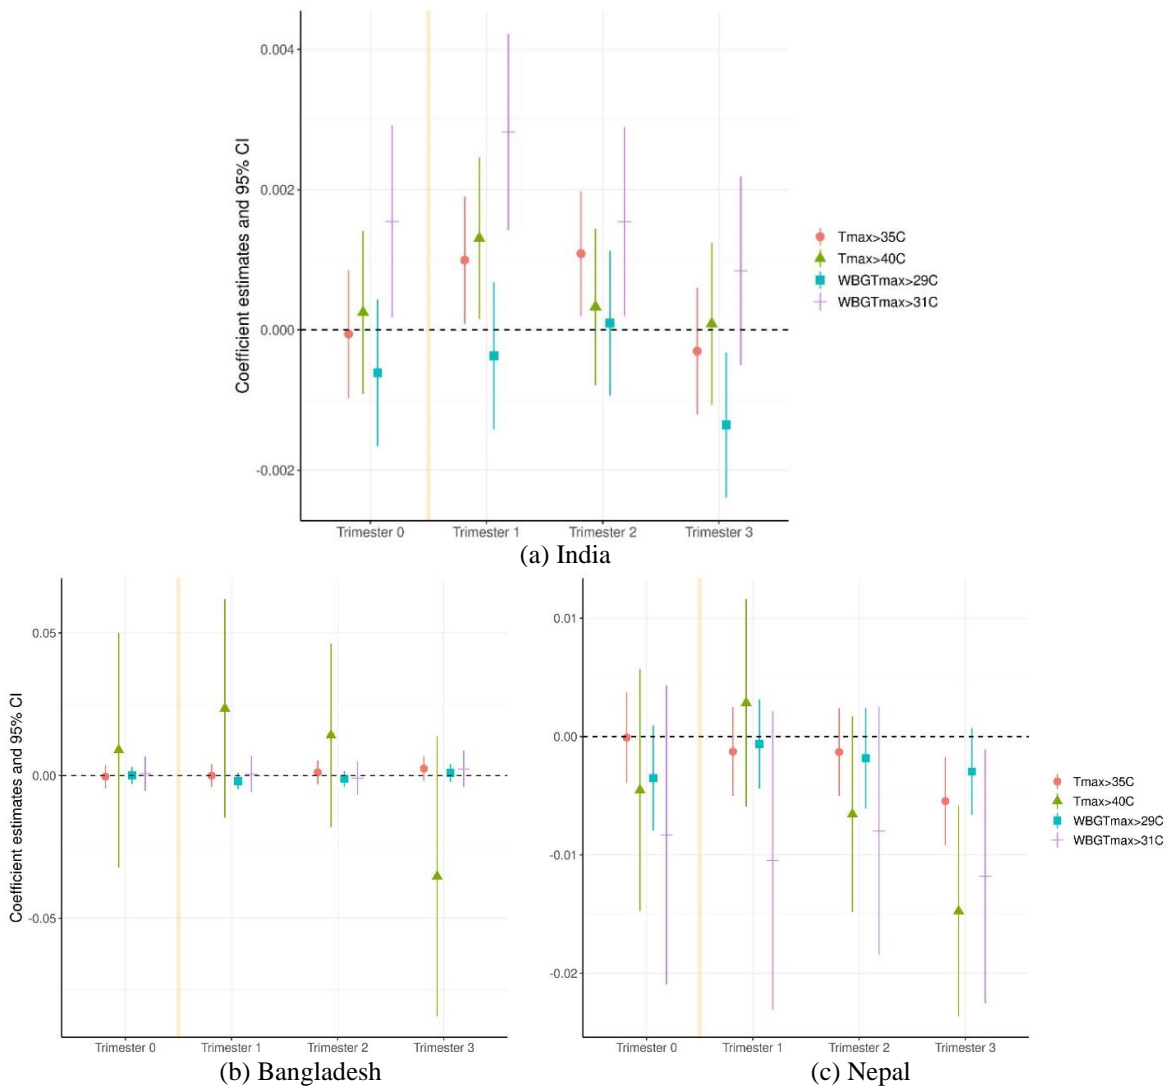 Coefficient estimates and 95% CI
0.004
0.002
0.000
-0.002
Trimester 0 Trimester 1 Trimester 2 Trimester 3
Tmax>35C
Tmax>40C
WBGTmax>29C
WBGTmax>31C
(a) India
Coefficient estimates and 95% CI
0.05
0.00
-0.05
Trimester 0 Trimester 1 Trimester 2 Trimester 3
(b) Bangladesh
0.01
0.00
-0.01
-0.02
Trimester 0 Trimester 1 Trimester 2 Trimester 3
Tmax>35C
Tmax>40C
WBGTmax>29C
WBGTmax>31C
(c) Nepal